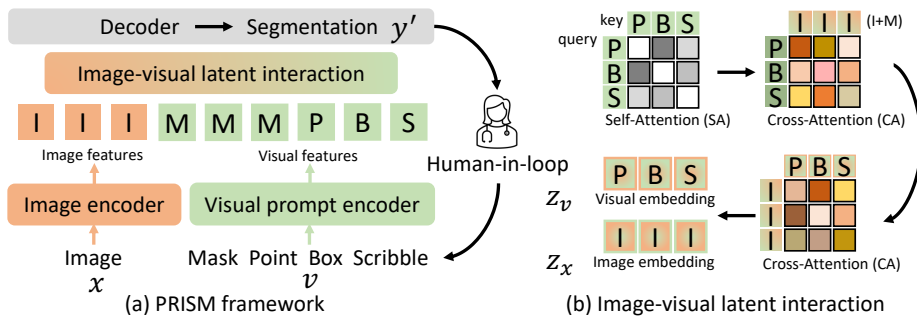 Decoder Segmentation y′
Image-visual latent interaction
I I I M M M P B S
Image features Visual features
Human-in-loop
Image encoder Visual prompt encoder
Image Mask Point Box Scribble
x v
(a) PRISM framework
key P B S
query
P
B
S
Self-Attention (SA)
I I I (I+M)
P
B
S
Cross-Attention (CA)
P B S
I
I
I
Cross-Attention (CA)
z_v P B S
Visual embedding
z_x I I I
Image embedding
(b) Image-visual latent interaction